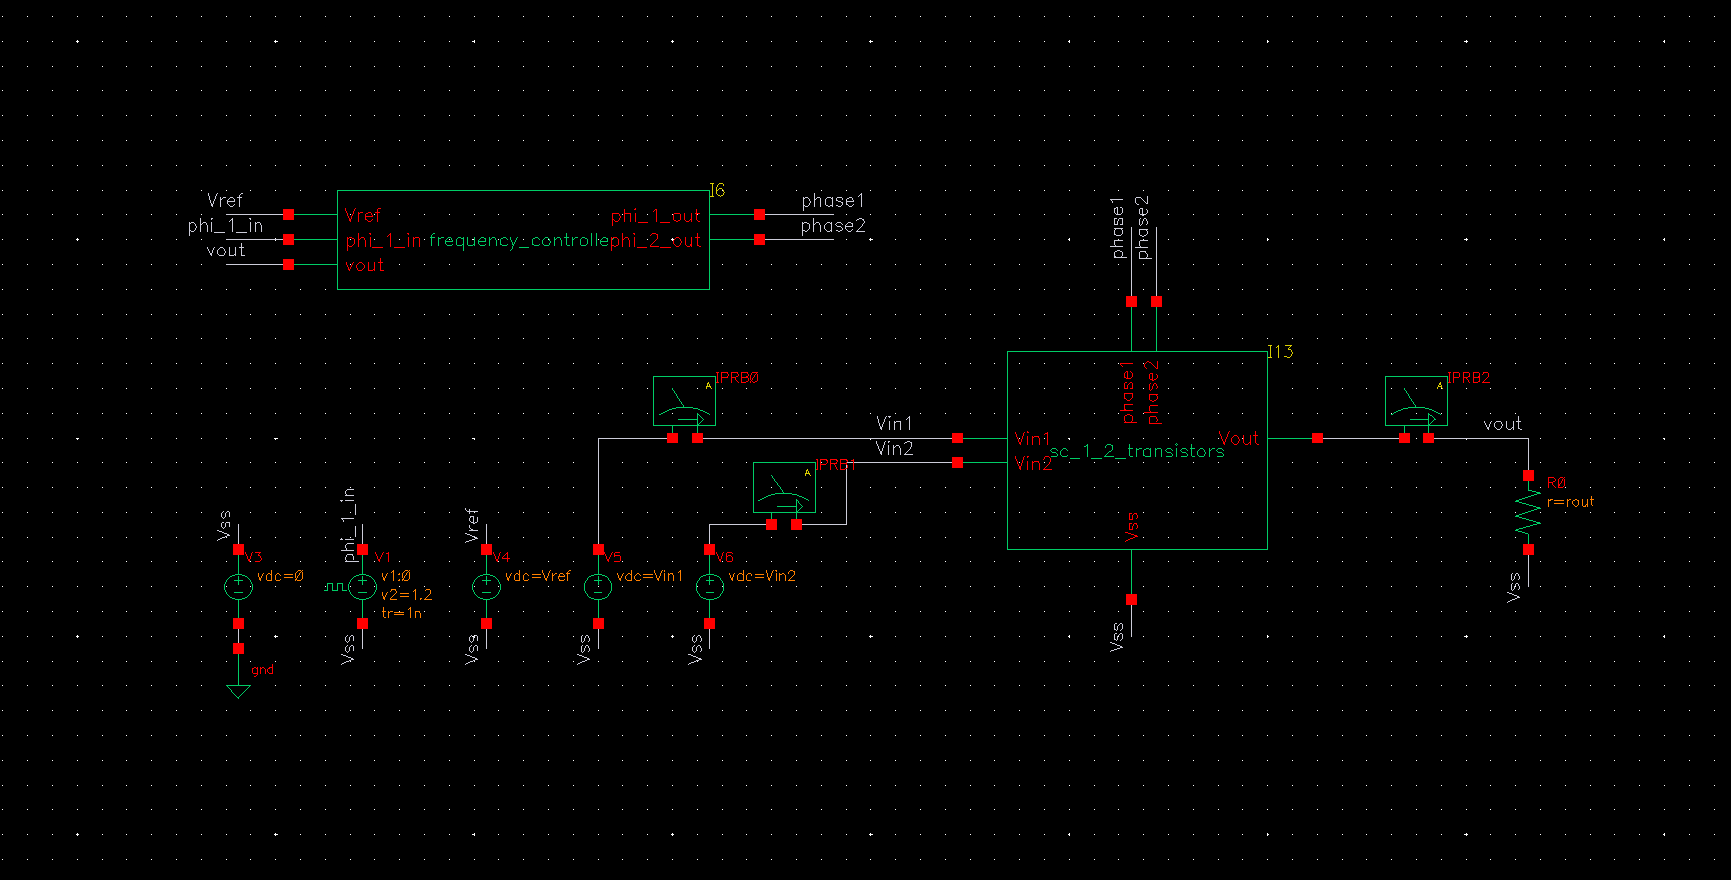 I6
Vref
phi_1_in
vout
Vref
phi_1_in
vout
frequency_controlle
phi_1_out
phi_2_out
phase1
phase2
phase1
phase2
I13
phase1
phase2
Vin1
Vin2
sc_1_2_transistors
Vout
Vss
Vss
IPRB0
A
Vin1
Vin2
IPRB1
A
IPRB2
A
vout
R0
r=rout
Vss
Vss
V3
vdc=0
gnd
phi_1_in
V1
v1:0
v2=1.2
tr=1n
Vss
Vref
V4
vdc=Vref
Vss
V5
vdc=Vin1
Vss
V6
vdc=Vin2
Vss